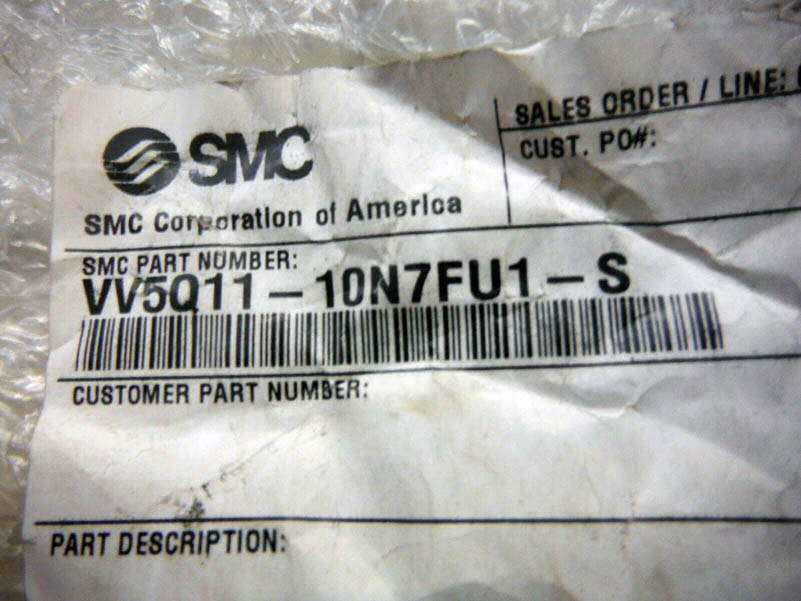 SMC
SMC Corporation of America
SALES ORDER / LINE:
CUST. PO#:
SMC PART NUMBER:
VV5Q11-10N7FU1-S
CUSTOMER PART NUMBER:
PART DESCRIPTION: